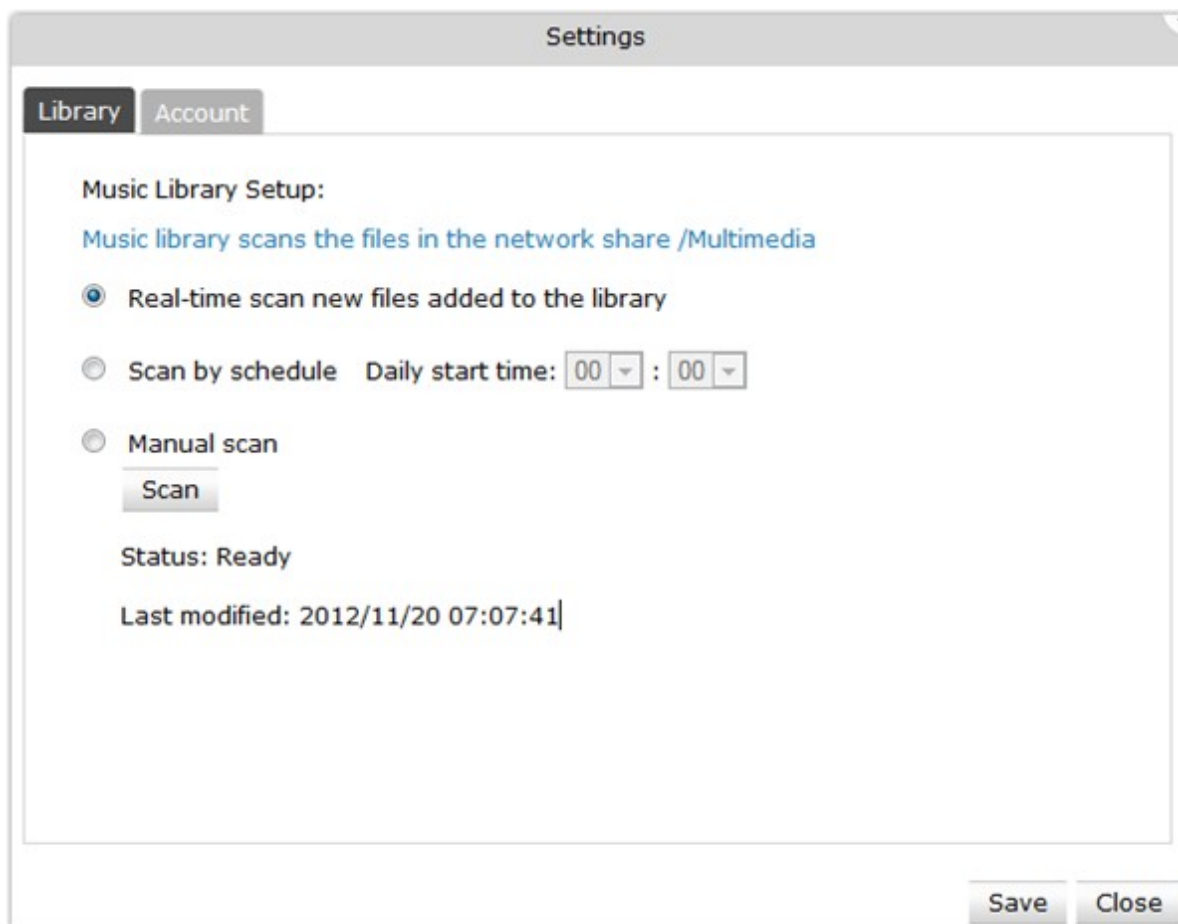 Settings
Library Account
Music Library Setup:
Music library scans the files in the network share /Multimedia
Real-time scan new files added to the library
Scan by schedule Daily start time: 00 : 00
Manual scan
Scan
Status: Ready
Last modified: 2012/11/20 07:07:41
Save Close